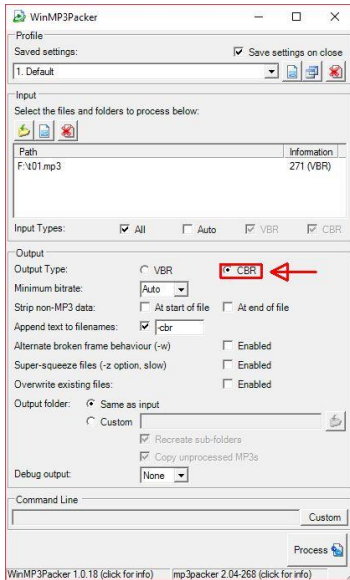 WinMP3Packer
Profile
Saved settings:
Save settings on close
1. Default
Input
Select the files and folders to process below:
Path
Information
F:\t01.mp3
271 (VBR)
Input Types:
All
Auto
VBR
CBR
Output
Output Type:
VBR
CBR
Minimum bitrate:
Auto
Strip non-MP3 data:
At start of file
At end of file
Append text to filenames:
-cbr
Alternate broken frame behaviour (-w)
Enabled
Super-squeeze files (-z option, slow)
Enabled
Overwrite existing files:
Enabled
Output folder:
Same as input
Custom
Recreate sub-folders
Copy unprocessed MP3s
Debug output:
None
Command Line
Custom
Process
WinMP3Packer 1.0.18 (click for info)
mp3packer 2.04-268 (click for info)